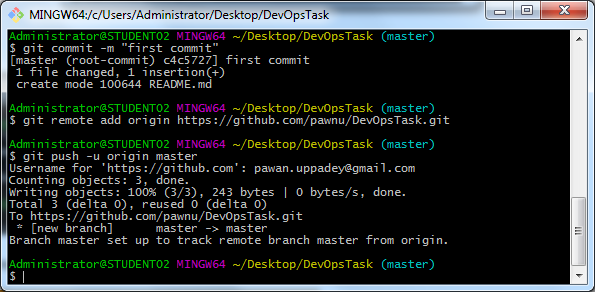 MINGW64:/c/Users/Administrator/Desktop/DevOpsTask
Administrator@STUDENT02 MINGW64 ~/Desktop/DevOpsTask (master)
$ git commit -m "first commit"
[master (root-commit) c4c5727] first commit
 1 file changed, 1 insertion(+)
 create mode 100644 README.md
Administrator@STUDENT02 MINGW64 ~/Desktop/DevOpsTask (master)
$ git remote add origin https://github.com/pawnu/DevOpsTask.git
Administrator@STUDENT02 MINGW64 ~/Desktop/DevOpsTask (master)
$ git push -u origin master
Username for 'https://github.com': pawan.uppadey@gmail.com
Counting objects: 3, done.
Writing objects: 100% (3/3), 243 bytes | 0 bytes/s, done.
Total 3 (delta 0), reused 0 (delta 0)
To https://github.com/pawnu/DevOpsTask.git
 * [new branch]      master -> master
Branch master set up to track remote branch master from origin.
Administrator@STUDENT02 MINGW64 ~/Desktop/DevOpsTask (master)
$